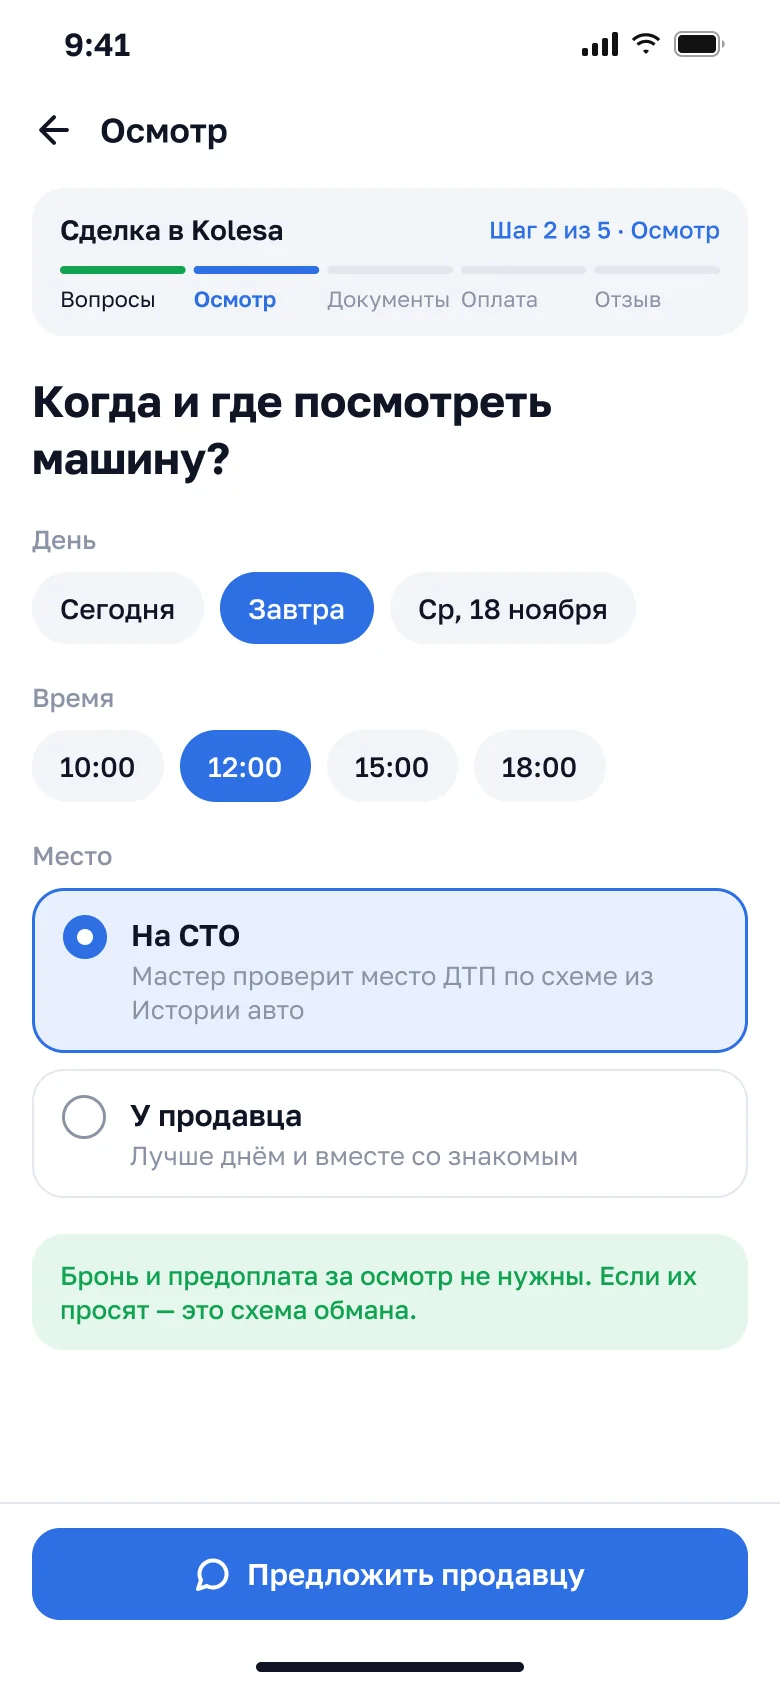 9:41
Осмотр
Сделка в Kolesa
Шаг 2 из 5 · Осмотр
Вопросы Осмотр Документы Оплата Отзыв
Когда и где посмотреть
машину?
День
Сегодня Завтра Ср, 18 ноября
Время
10:00 12:00 15:00 18:00
Место
На СТО
Мастер проверит место ДТП по схеме из
Истории авто
У продавца
Лучше днём и вместе со знакомым
Бронь и предоплата за осмотр не нужны. Если их
просят — это схема обмана.
Предложить продавцу